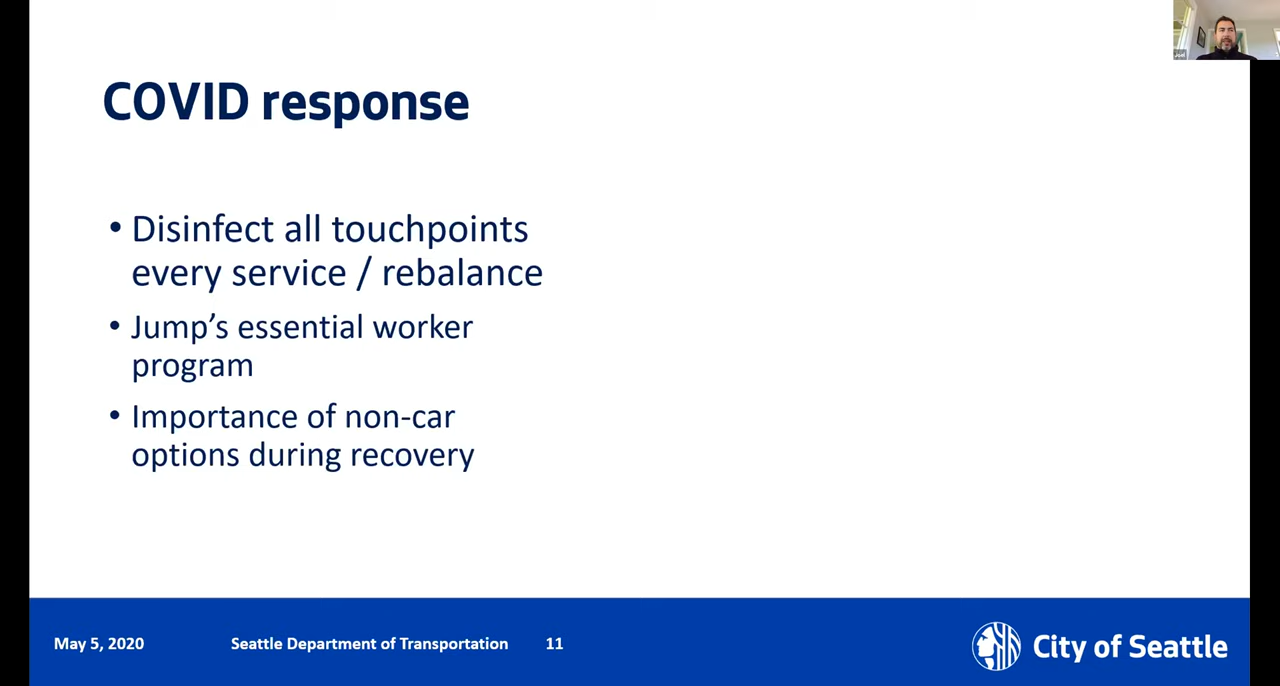 COVID response
• Disinfect all touchpoints
every service / rebalance
• Jump’s essential worker
program
• Importance of non-car
options during recovery
May 5, 2020
Seattle Department of Transportation
11
City of Seattle